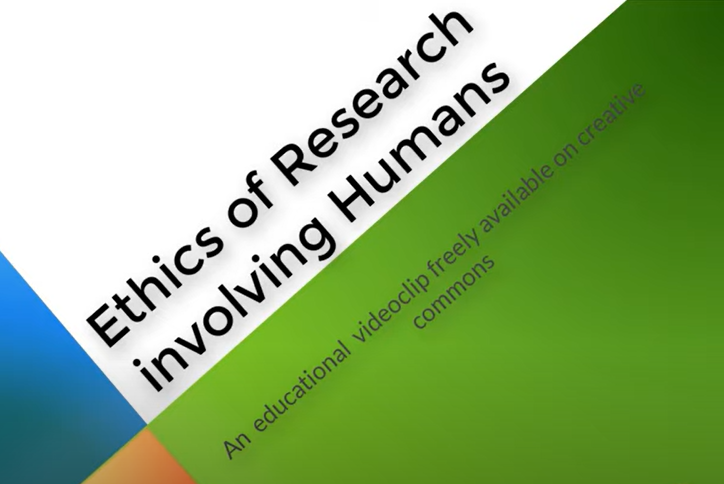 Ethics of Research
involving Humans
An educational videoclip freely available on creative
commons